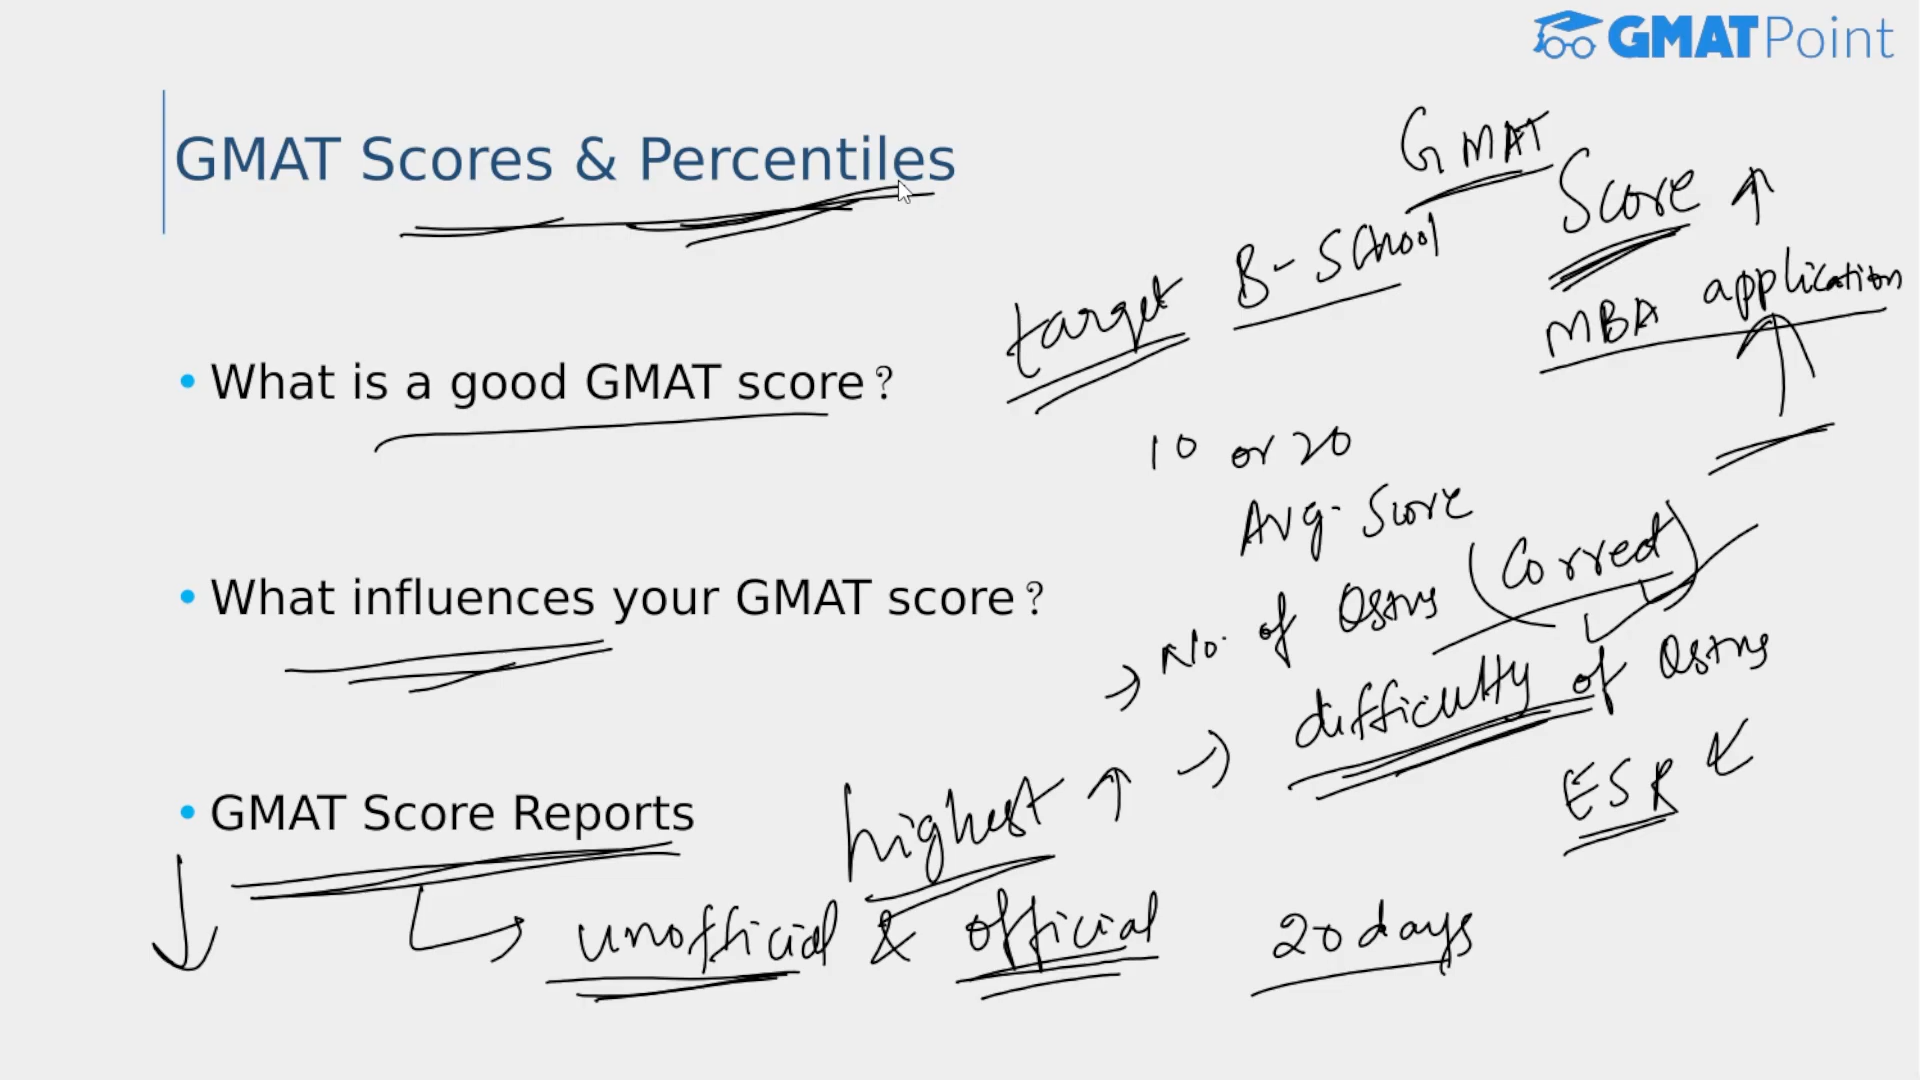 GMATPoint
GMAT Scores & Percentiles
GMAT
Score
target B-School
MBA application
• What is a good GMAT score?
10 or 20
Avg. Score
• What influences your GMAT score?
→ No. of Qstns (Correct)
→ difficulty of Qstns
ESR
• GMAT Score Reports
highest
unofficial & official
20 days